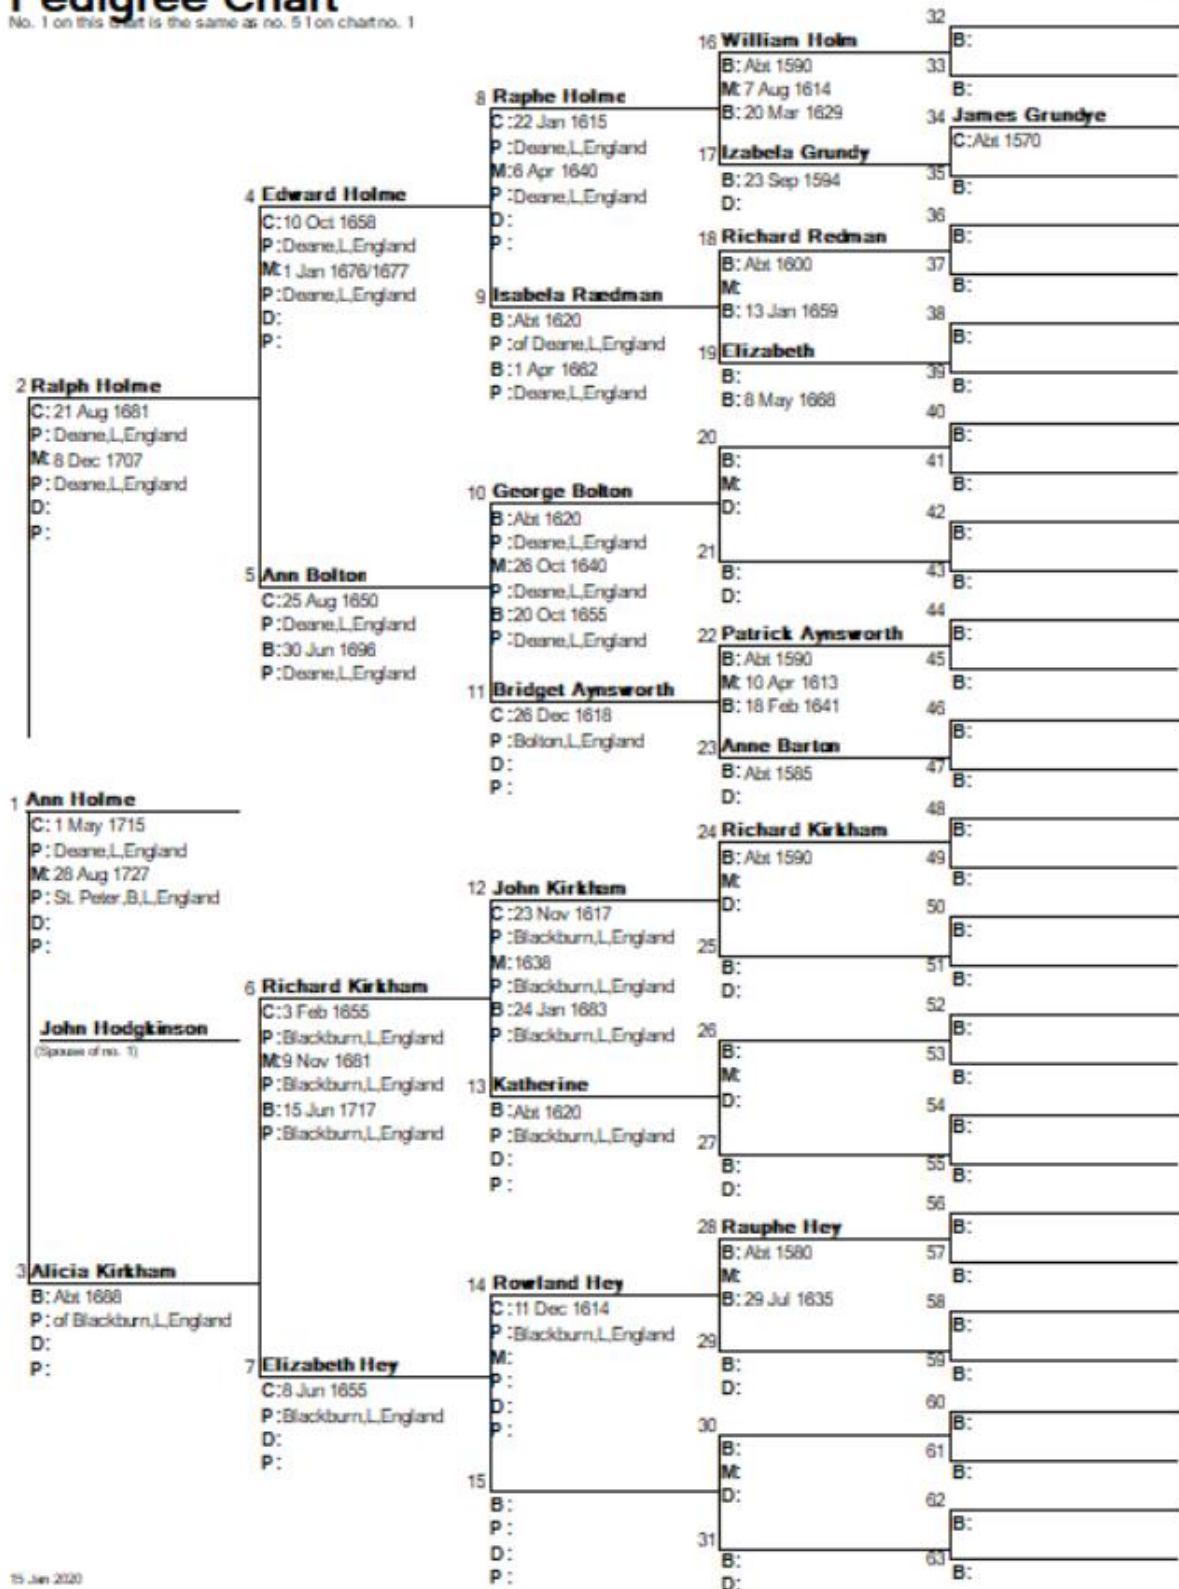 Pedigree Chart
No. 1 on this chart is the same as no. 51 on chart no. 1
2 Ralph Holme
C: 21 Aug 1681
P: Deane,L,England
M: 8 Dec 1707
P: Deane,L,England
D:
P:
1 Ann Holme
C: 1 May 1715
P: Deane,L,England
M: 28 Aug 1727
P: St. Peter,B,L,England
D:
P:
John Hodgkinson
(Spouse of no. 1)
3 Alicia Kirkham
B: Abt 1688
P: of Blackburn,L,England
D:
P:
4 Edward Holme
C: 10 Oct 1658
P: Deane,L,England
M: 1 Jan 1676/1677
P: Deane,L,England
D:
P:
5 Ann Bolton
C: 25 Aug 1650
P: Deane,L,England
B: 30 Jun 1696
P: Deane,L,England
6 Richard Kirkham
C: 3 Feb 1655
P: Blackburn,L,England
M: 9 Nov 1681
P: Blackburn,L,England
B: 15 Jun 1717
P: Blackburn,L,England
7 Elizabeth Hey
C: 8 Jun 1655
P: Blackburn,L,England
D:
P:
8 Raphe Holme
C: 22 Jan 1615
P: Deane,L,England
M: 6 Apr 1640
P: Deane,L,England
D:
P:
9 Isabela Raedman
B: Abt 1620
P: of Deane,L,England
B: 1 Apr 1662
P: Deane,L,England
10 George Bolton
B: Abt 1620
P: Deane,L,England
M: 26 Oct 1640
P: Deane,L,England
B: 20 Oct 1655
P: Deane,L,England
11 Bridget Aynsworth
C: 26 Dec 1618
P: Bolton,L,England
D:
P:
12 John Kirkham
C: 23 Nov 1617
P: Blackburn,L,England
M: 1638
P: Blackburn,L,England
B: 24 Jan 1683
P: Blackburn,L,England
13 Katherine
B: Abt 1620
P: Blackburn,L,England
D:
P:
14 Rowland Hey
C: 11 Dec 1614
P: Blackburn,L,England
M:
P:
D:
P:
15
B:
P:
D:
P:
16 William Holm
B: Abt 1590
M: 7 Aug 1614
B: 20 Mar 1629
17 Izabela Grundy
B: 23 Sep 1594
D:
18 Richard Redman
B: Abt 1600
M:
B: 13 Jan 1659
19 Elizabeth
B:
B: 8 May 1668
20
B:
M:
D:
21
B:
D:
22 Patrick Aynsworth
B: Abt 1590
M: 10 Apr 1613
B: 18 Feb 1641
23 Anne Barton
B: Abt 1585
D:
24 Richard Kirkham
B: Abt 1590
M:
D:
25
B:
D:
26
B:
M:
D:
27
B:
D:
28 Rauphe Hey
B: Abt 1580
M:
B: 29 Jul 1635
29
B:
D:
30
B:
M:
D:
31
B:
D:
32
B:
33
B:
34 James Grundye
C: Abt 1570
35
B:
36
B:
37
B:
38
B:
39
B:
40
B:
41
B:
42
B:
43
B:
44
B:
45
B:
46
B:
47
B:
48
B:
49
B:
50
B:
51
B:
52
B:
53
B:
54
B:
55
B:
56
B:
57
B:
58
B:
59
B:
60
B:
61
B:
62
B:
63
B:
15 Jan 2020